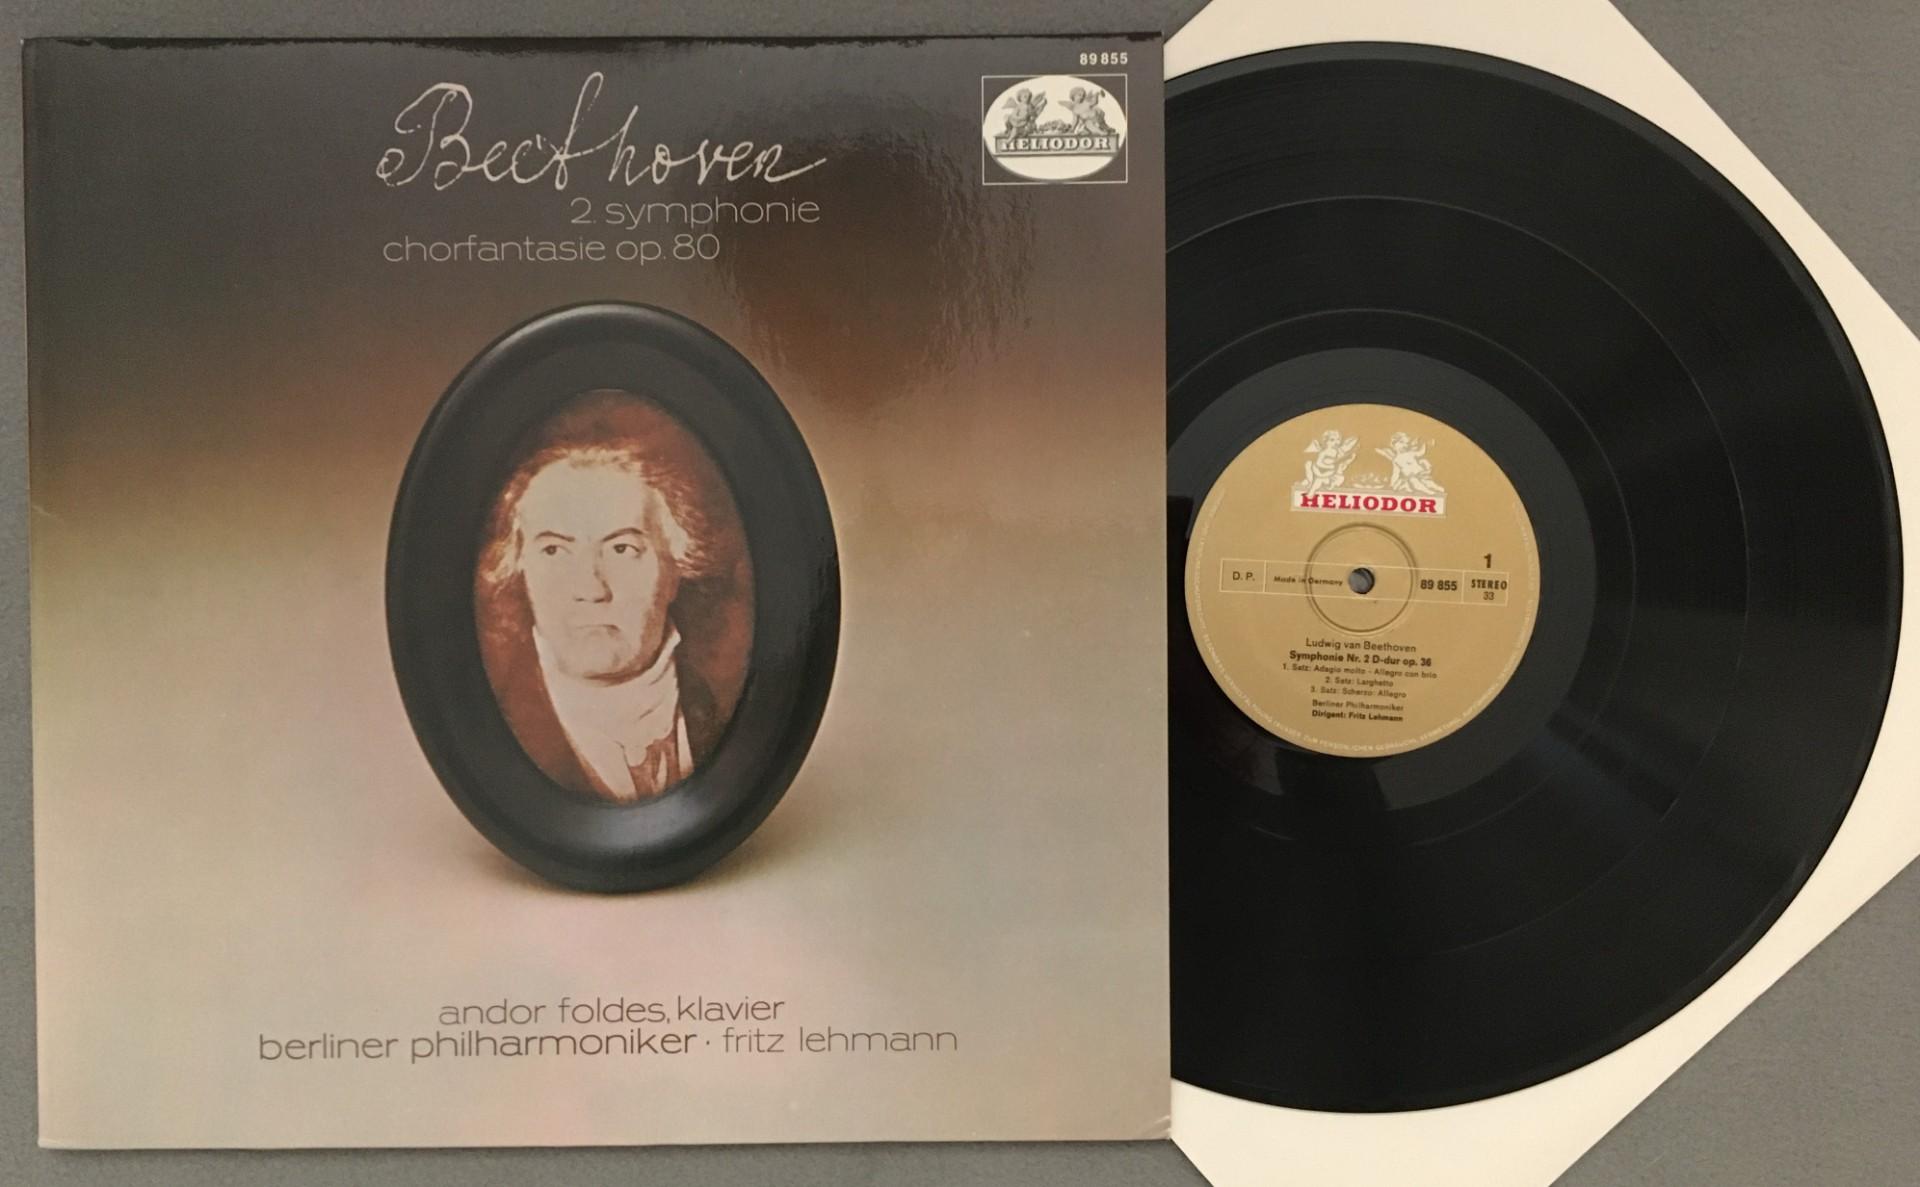 89 855
HELIODOR
Beethoven
2. symphonie
chorfantasie op. 80
andor foldes, klavier
berliner philharmoniker · fritz lehmann
HELIODOR
1
D. P.
Made in Germany
89 855
STEREO
33
Ludwig van Beethoven
Symphonie Nr. 2 D-dur op. 36
1. Satz: Adagio molto - Allegro con brio
2. Satz: Larghetto
3. Satz: Scherzo: Allegro
Berliner Philharmoniker
Dirigent: Fritz Lehmann